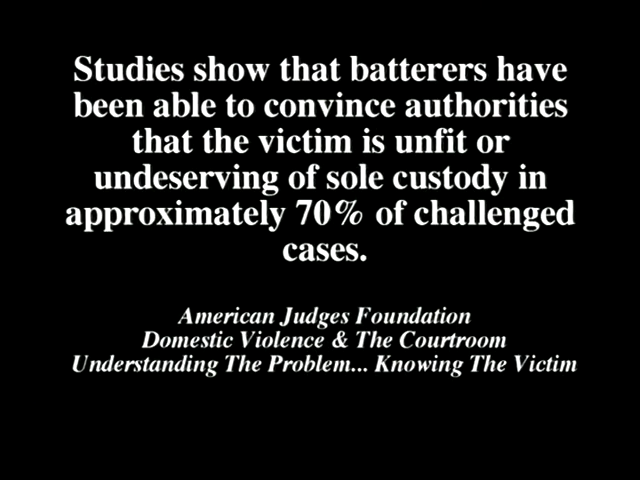 Studies show that batterers have
been able to convince authorities
that the victim is unfit or
undeserving of sole custody in
approximately 70% of challenged
cases.
American Judges Foundation
Domestic Violence & The Courtroom
Understanding The Problem... Knowing The Victim